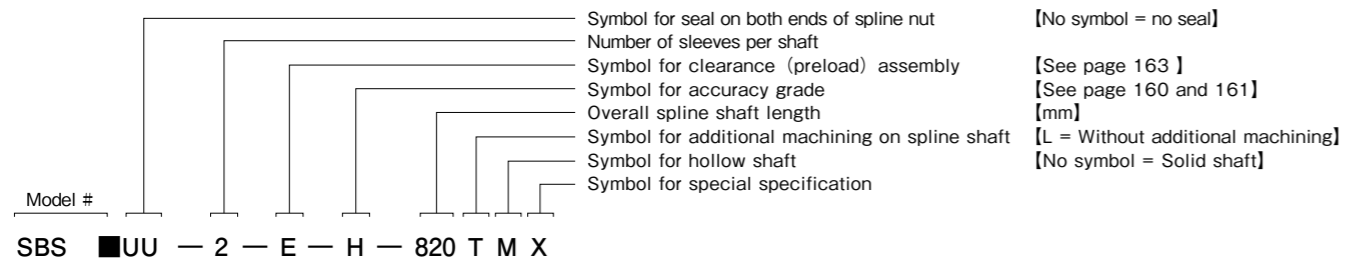 Symbol for seal on both ends of spline nut 【No symbol = no seal】
Number of sleeves per shaft
Symbol for clearance (preload) assembly 【See page 163 】
Symbol for accuracy grade 【See page 160 and 161】
Overall spline shaft length 【mm】
Symbol for additional machining on spline shaft 【L = Without additional machining】
Symbol for hollow shaft 【No symbol = Solid shaft】
Symbol for special specification
Model #
SBS ■UU — 2 — E — H — 820 T M X